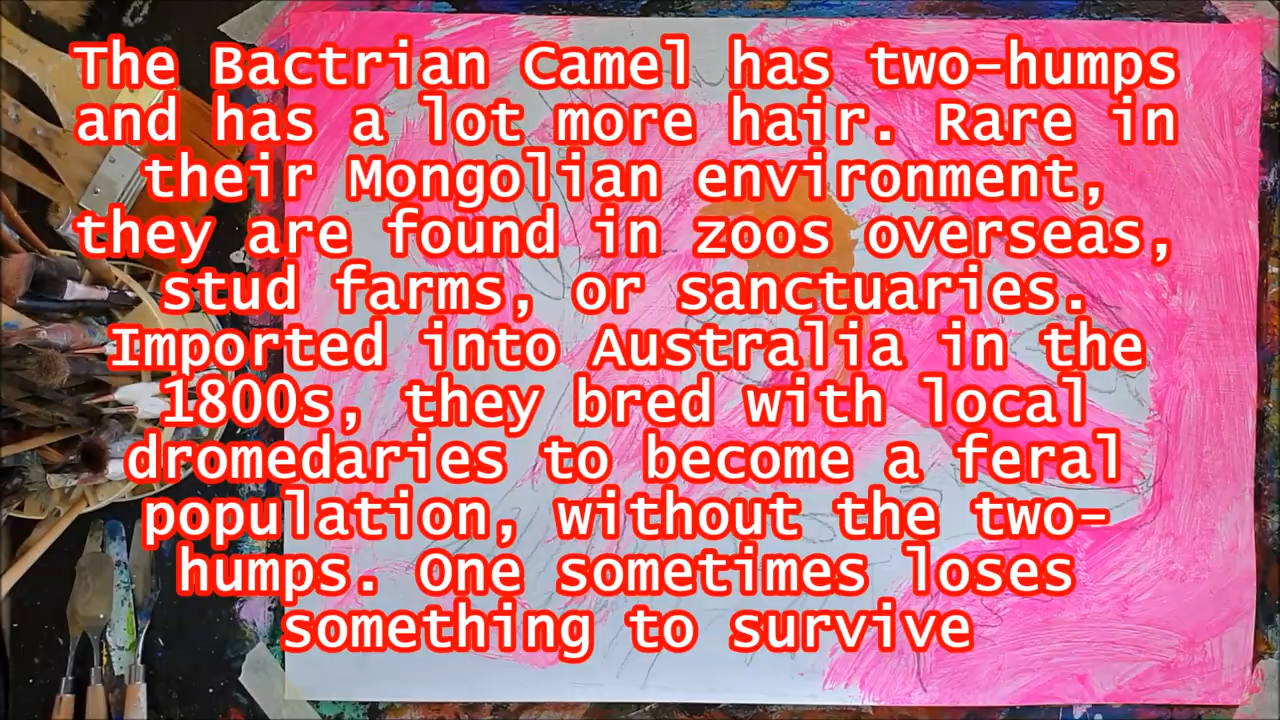 The Bactrian Camel has two-humps
and has a lot more hair. Rare in
their Mongolian environment,
they are found in zoos overseas,
stud farms, or sanctuaries.
Imported into Australia in the
1800s, they bred with local
dromedaries to become a feral
population, without the two-
humps. One sometimes loses
something to survive